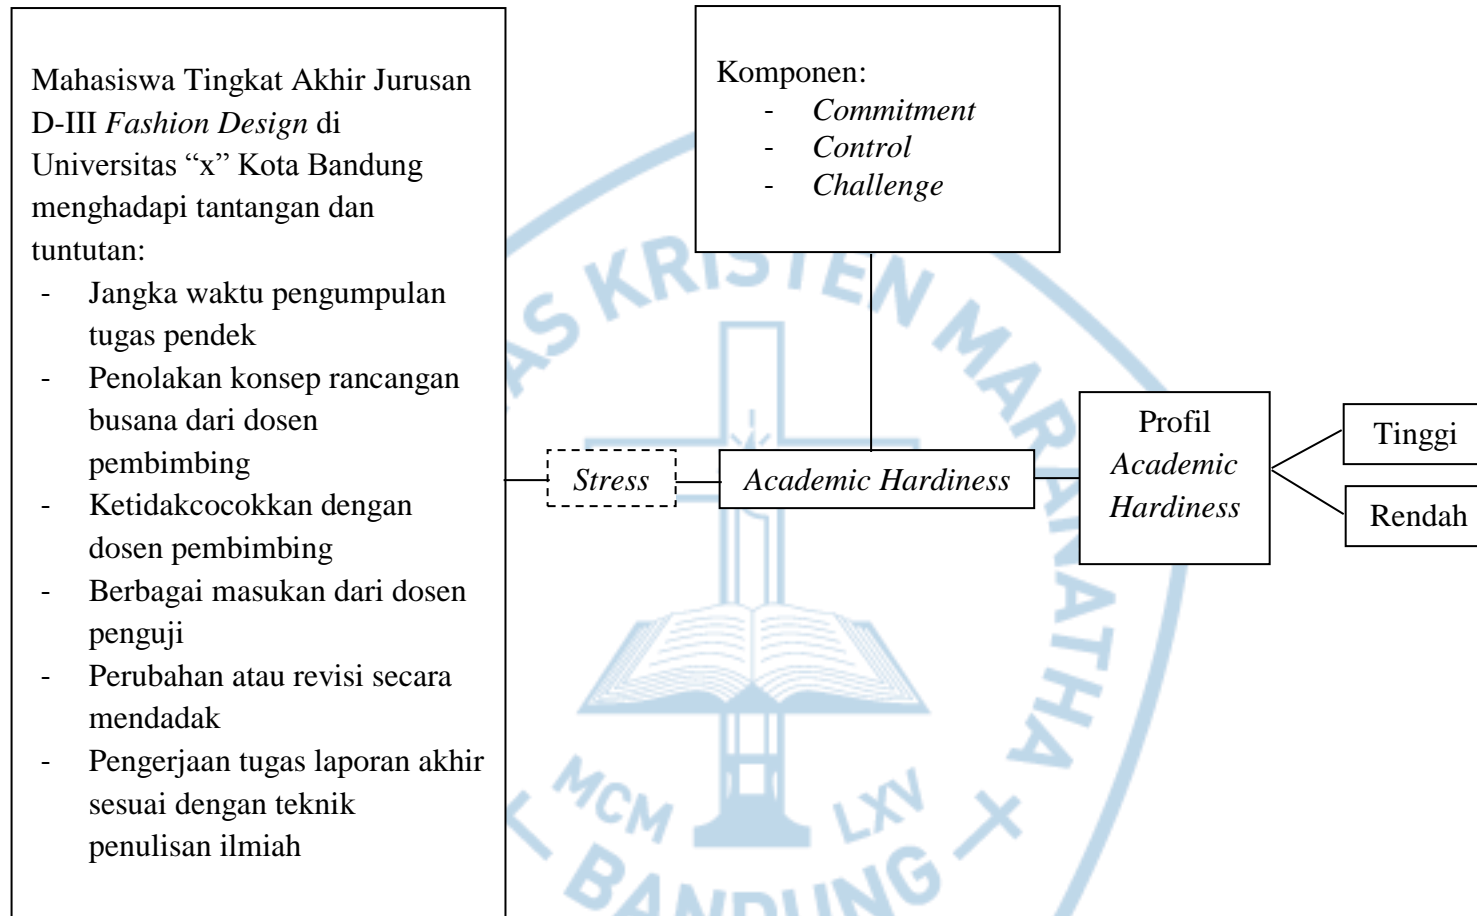 Mahasiswa Tingkat Akhir Jurusan
D-III Fashion Design di
Universitas “x” Kota Bandung
menghadapi tantangan dan
tuntutan:
- Jangka waktu pengumpulan
tugas pendek
- Penolakan konsep rancangan
busana dari dosen
pembimbing
- Ketidakcocokkan dengan
dosen pembimbing
- Berbagai masukan dari dosen
penguji
- Perubahan atau revisi secara
mendadak
- Pengerjaan tugas laporan akhir
sesuai dengan teknik
penulisan ilmiah
Komponen:
- Commitment
- Control
- Challenge
Stress
Academic Hardiness
Profil
Academic
Hardiness
Tinggi
Rendah
AS KRISTEN MARANATHA
MCM LXV
BANDUNG